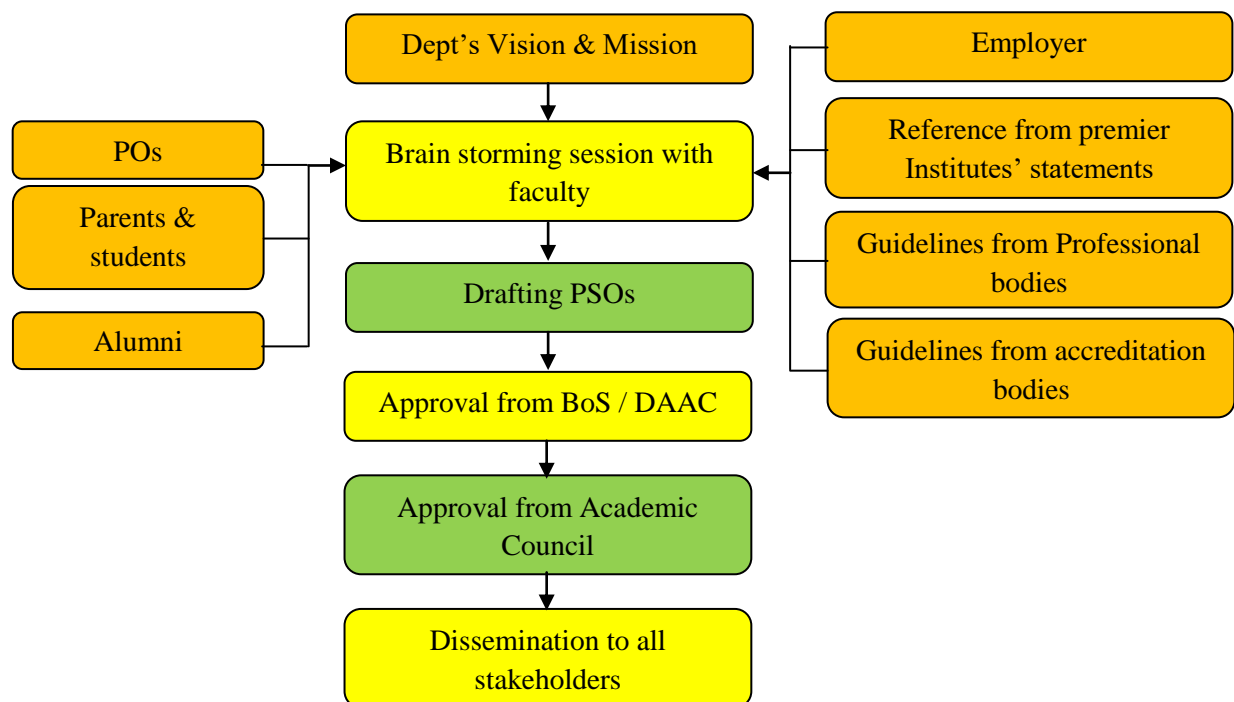 Dept’s Vision & Mission
Employer
POs
Brain storming session with
faculty
Reference from premier
Institutes’ statements
Parents &
students
Guidelines from Professional
bodies
Drafting PSOs
Alumni
Guidelines from accreditation
bodies
Approval from BoS / DAAC
Approval from Academic
Council
Dissemination to all
stakeholders